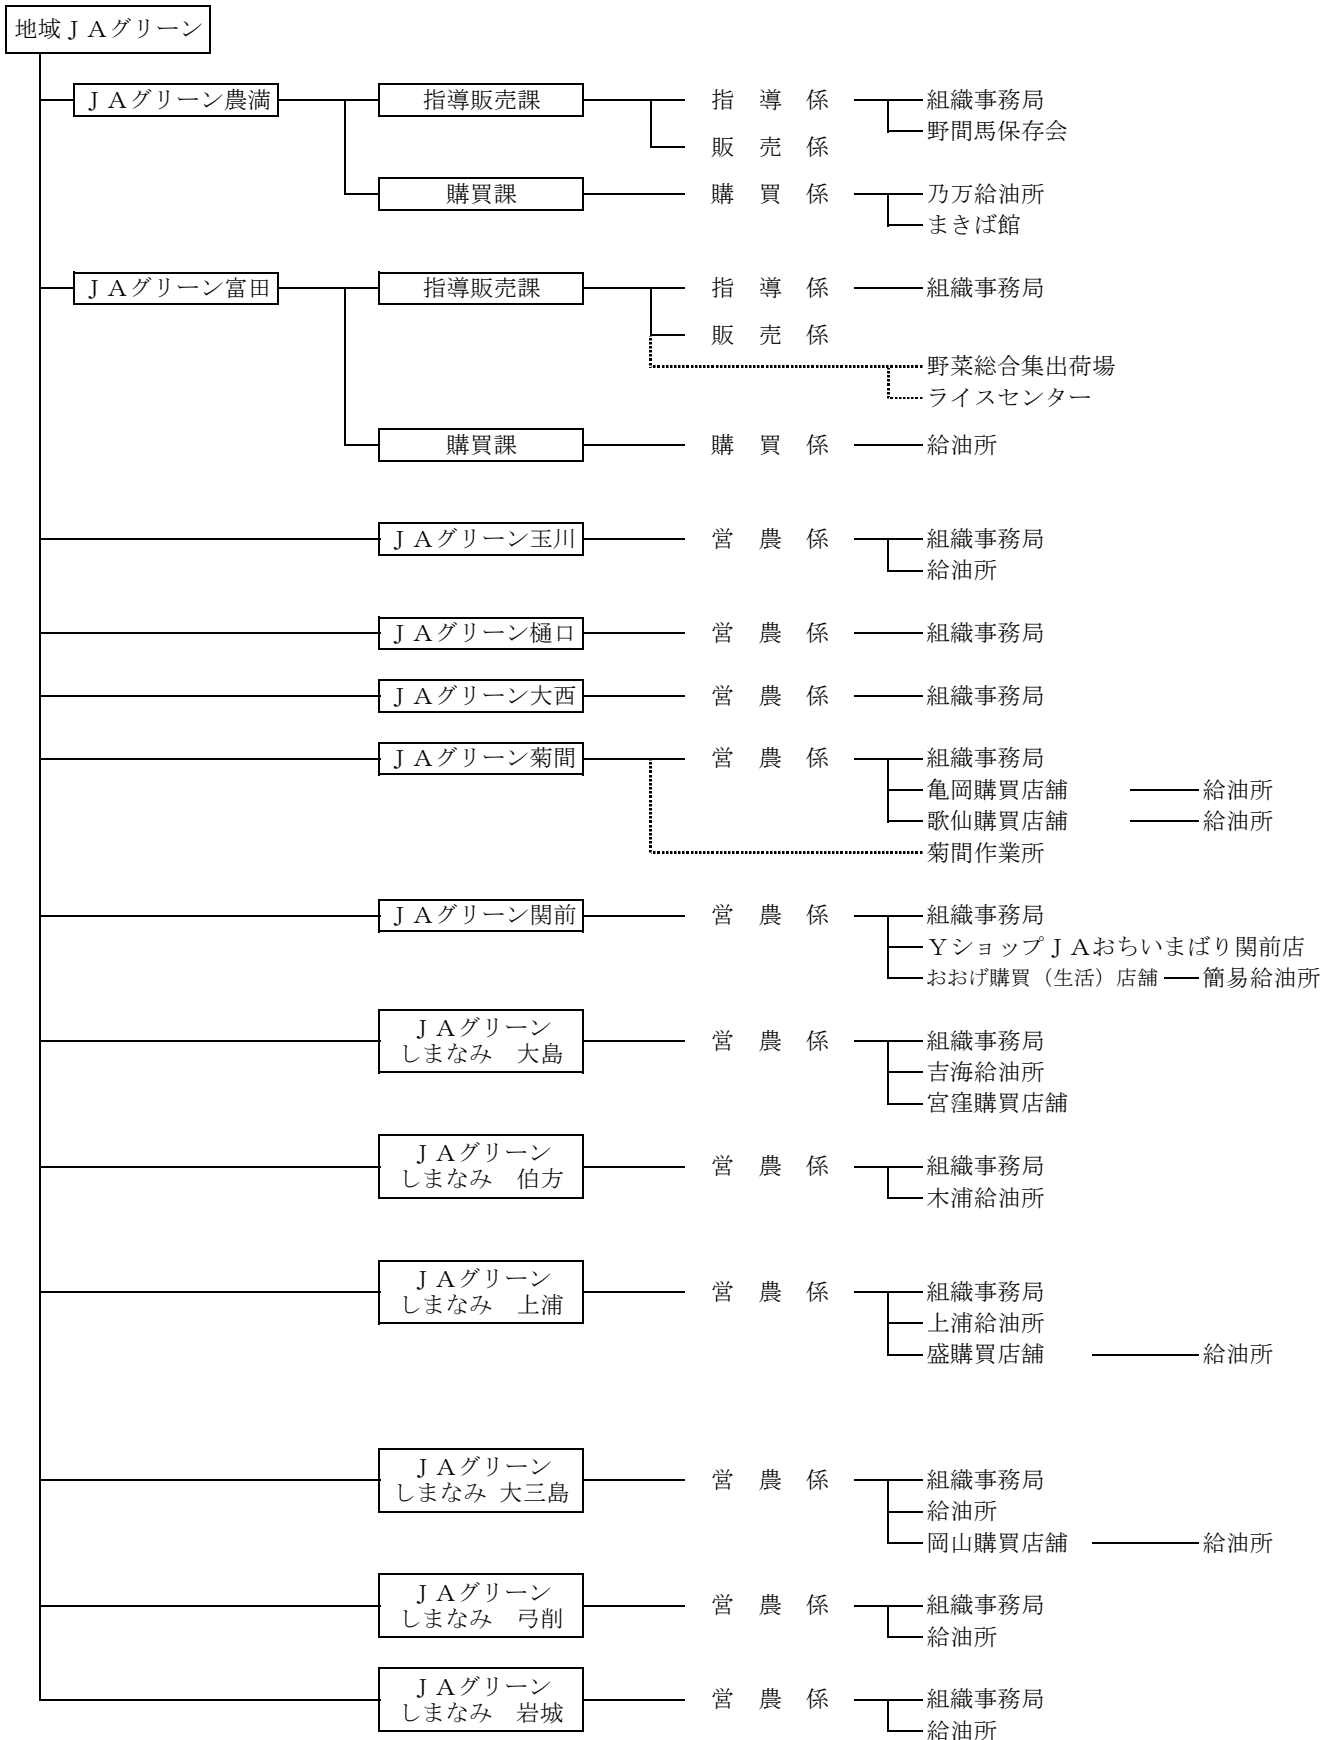 地域ＪＡグリーン
ＪＡグリーン農満 指導販売課 指　導　係 組織事務局
野間馬保存会
販　売　係
購買課 購　買　係 乃万給油所
まきば館
ＪＡグリーン富田 指導販売課 指　導　係 組織事務局
販　売　係
野菜総合集出荷場
ライスセンター
購買課 購　買　係 給油所
ＪＡグリーン玉川 営　農　係 組織事務局
給油所
ＪＡグリーン樋口 営　農　係 組織事務局
ＪＡグリーン大西 営　農　係 組織事務局
ＪＡグリーン菊間 営　農　係 組織事務局
亀岡購買店舗 給油所
歌仙購買店舗 給油所
菊間作業所
ＪＡグリーン関前 営　農　係 組織事務局
ＹショップＪＡおちいまばり関前店
おおげ購買（生活）店舗 簡易給油所
ＪＡグリーン
しまなみ　大島 営　農　係 組織事務局
吉海給油所
宮窪購買店舗
ＪＡグリーン
しまなみ　伯方 営　農　係 組織事務局
木浦給油所
ＪＡグリーン
しまなみ　上浦 営　農　係 組織事務局
上浦給油所
盛購買店舗 給油所
ＪＡグリーン
しまなみ 大三島 営　農　係 組織事務局
給油所
岡山購買店舗 給油所
ＪＡグリーン
しまなみ　弓削 営　農　係 組織事務局
給油所
ＪＡグリーン
しまなみ　岩城 営　農　係 組織事務局
給油所